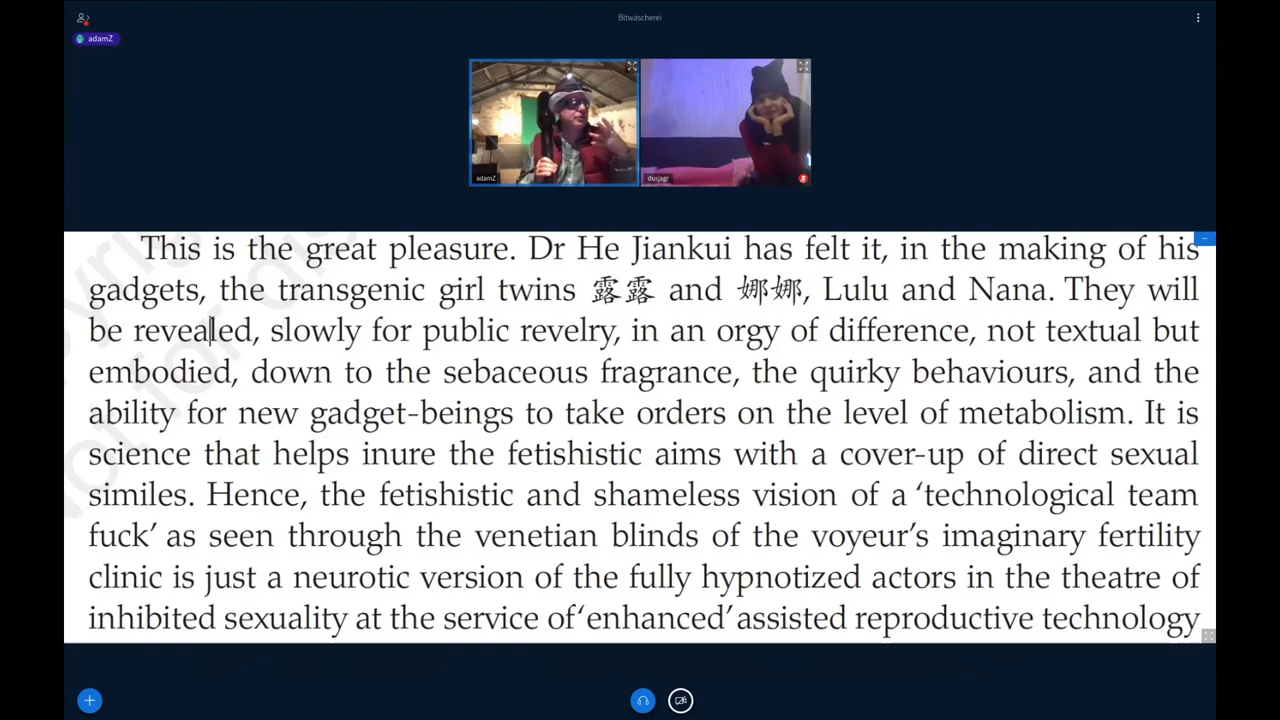 Bitwäscherei
adamZ
adamZ
dusjagr
This is the great pleasure. Dr He Jiankui has felt it, in the making of his
gadgets, the transgenic girl twins 露露 and 娜娜, Lulu and Nana. They will
be revealed, slowly for public revelry, in an orgy of difference, not textual but
embodied, down to the sebaceous fragrance, the quirky behaviours, and the
ability for new gadget-beings to take orders on the level of metabolism. It is
science that helps inure the fetishistic aims with a cover-up of direct sexual
similes. Hence, the fetishistic and shameless vision of a ‘technological team
fuck’ as seen through the venetian blinds of the voyeur’s imaginary fertility
clinic is just a neurotic version of the fully hypnotized actors in the theatre of
inhibited sexuality at the service of ‘enhanced’ assisted reproductive technology